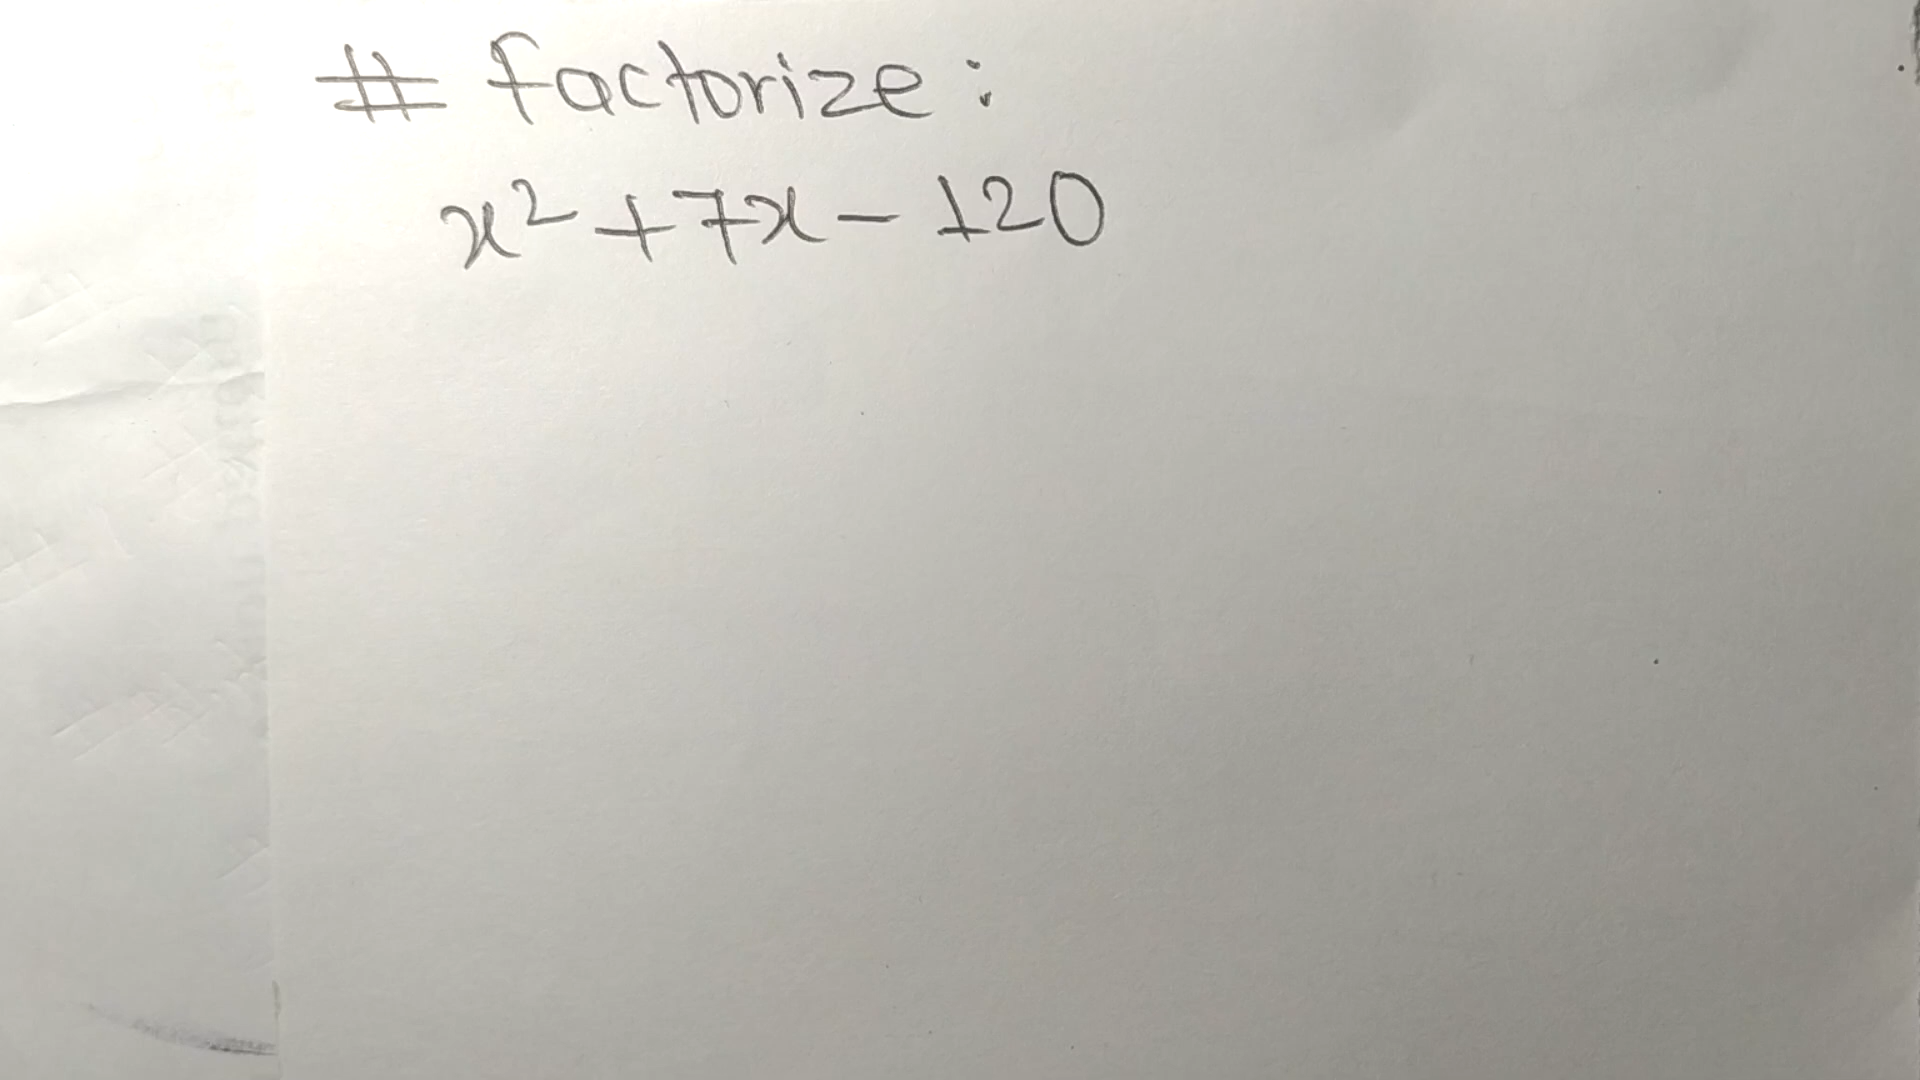 # factorize:
x² + 7x - 120